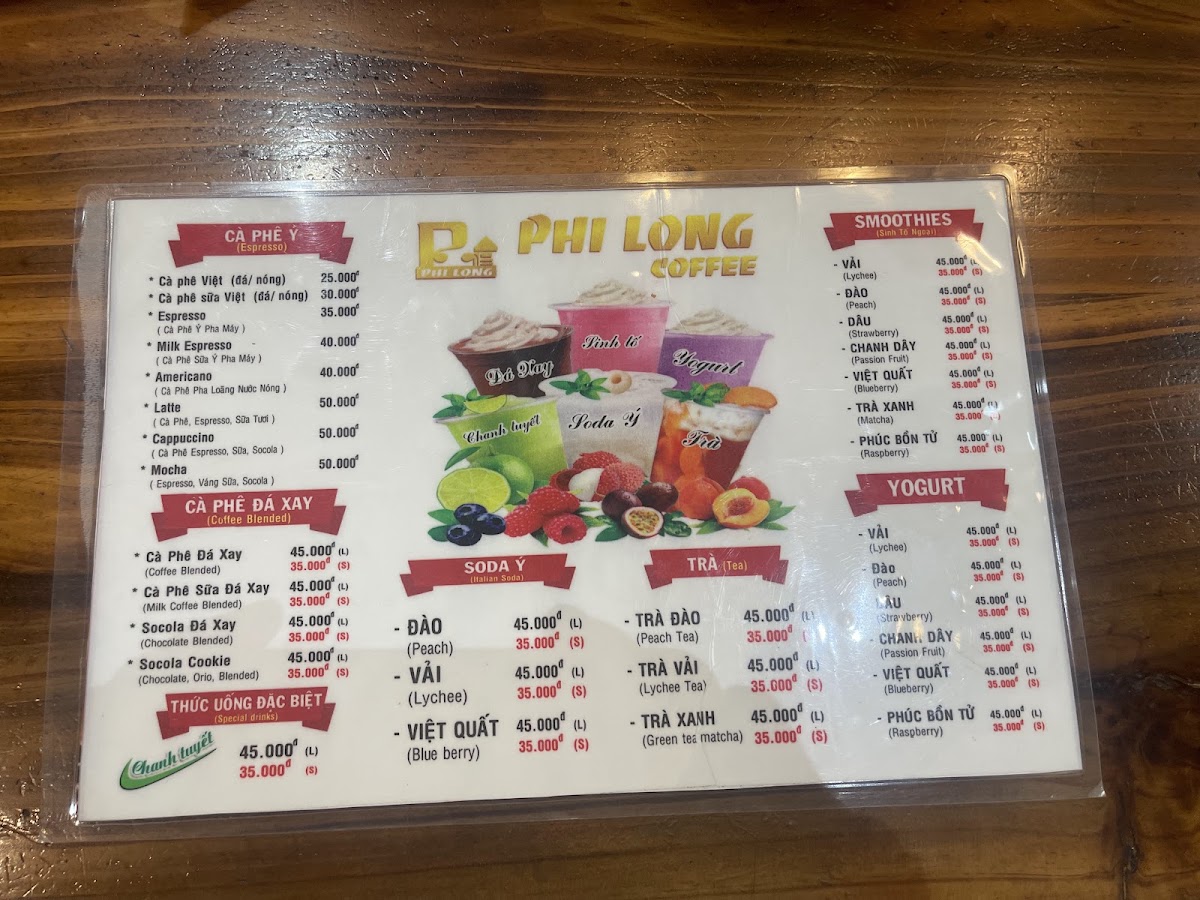 CÀ PHÊ Ý
(Espresso)
* Cà phê Việt (đá/ nóng) 25.000đ
* Cà phê sữa Việt (đá/ nóng) 30.000đ
* Espresso 35.000đ
( Cà Phê Ý Pha Máy )
* Milk Espresso 40.000đ
( Cà Phê Sữa Ý Pha Máy )
* Americano 40.000đ
( Cà Phê Pha Loãng Nước Nóng )
* Latte 50.000đ
( Cà Phê, Espresso, Sữa Tươi )
* Cappuccino 50.000đ
( Cà Phê Espresso, Sữa, Socola )
* Mocha 50.000đ
( Espresso, Váng Sữa, Socola )
CÀ PHÊ ĐÁ XAY
(Coffee Blended)
* Cà Phê Đá Xay 45.000đ (L)
(Coffee Blended) 35.000đ (S)
* Cà Phê Sữa Đá Xay 45.000đ (L)
(Milk Coffee Blended) 35.000đ (S)
* Socola Đá Xay 45.000đ (L)
(Chocolate Blended) 35.000đ (S)
* Socola Cookie 45.000đ (L)
(Chocolate, Orio, Blended) 35.000đ (S)
THỨC UỐNG ĐẶC BIỆT
(Special drinks)
Chanh tuyết 45.000đ (L)
35.000đ (S)
PHI LONG
PHI LONG
COFFEE
Đá Xay
Sinh tố
Yogurt
Chanh tuyết
Soda Ý
Trà
SODA Ý
(Italian Soda)
- ĐÀO 45.000đ (L)
(Peach) 35.000đ (S)
- VẢI 45.000đ (L)
(Lychee) 35.000đ (S)
- VIỆT QUẤT 45.000đ (L)
(Blue berry) 35.000đ (S)
TRÀ (Tea)
- TRÀ ĐÀO 45.000đ (L)
(Peach Tea) 35.000đ
- TRÀ VẢI 45.000đ (L)
(Lychee Tea) 35.000đ (S)
- TRÀ XANH 45.000đ (L)
(Green tea matcha) 35.000đ (S)
SMOOTHIES
(Sinh Tố Ngoại)
- VẢI 45.000đ (L)
(Lychee) 35.000đ (S)
- ĐÀO 45.000đ (L)
(Peach) 35.000đ (S)
- DÂU 45.000đ (L)
(Strawberry) 35.000đ (S)
- CHANH DÂY 45.000đ (L)
(Passion Fruit) 35.000đ (S)
- VIỆT QUẤT 45.000đ (L)
(Blueberry) 35.000đ (S)
- TRÀ XANH 45.000đ (L)
(Matcha) 35.000đ (S)
- PHÚC BỒN TỬ 45.000đ (L)
(Raspberry) 35.000đ (S)
YOGURT
- VẢI 45.000đ (L)
(Lychee) 35.000đ (S)
- Đào 45.000đ (L)
(Peach) 35.000đ (S)
45.000đ (L)
(Strawberry) 35.000đ (S)
- CHANH DÂY 45.000đ (L)
(Passion Fruit) 35.000đ (S)
- VIỆT QUẤT 45.000đ (L)
(Blueberry) 35.000đ (S)
- PHÚC BỒN TỬ 45.000đ (L)
(Raspberry) 35.000đ (S)